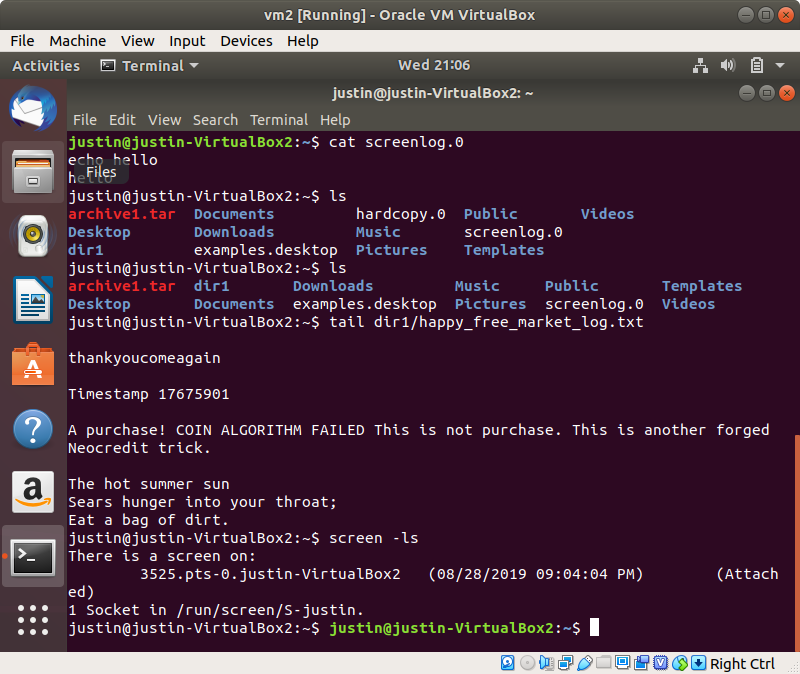 vm2 [Running] - Oracle VM VirtualBox
File Machine View Input Devices Help
Activities Terminal Wed 21:06
justin@justin-VirtualBox2: ~
File Edit View Search Terminal Help
justin@justin-VirtualBox2:~$ cat screenlog.0
echo hello
Files
justin@justin-VirtualBox2:~$ ls
archive1.tar Documents hardcopy.0 Public Videos
Desktop Downloads Music screenlog.0
dir1 examples.desktop Pictures Templates
justin@justin-VirtualBox2:~$ ls
archive1.tar dir1 Downloads Music Public Templates
Desktop Documents examples.desktop Pictures screenlog.0 Videos
justin@justin-VirtualBox2:~$ tail dir1/happy_free_market_log.txt
thankyoucomeagain
Timestamp 17675901
A purchase! COIN ALGORITHM FAILED This is not purchase. This is another forged
Neocredit trick.
The hot summer sun
Sears hunger into your throat;
Eat a bag of dirt.
justin@justin-VirtualBox2:~$ screen -ls
There is a screen on:
3525.pts-0.justin-VirtualBox2 (08/28/2019 09:04:04 PM) (Attach
ed)
1 Socket in /run/screen/S-justin.
justin@justin-VirtualBox2:~$ justin@justin-VirtualBox2:~$
Right Ctrl